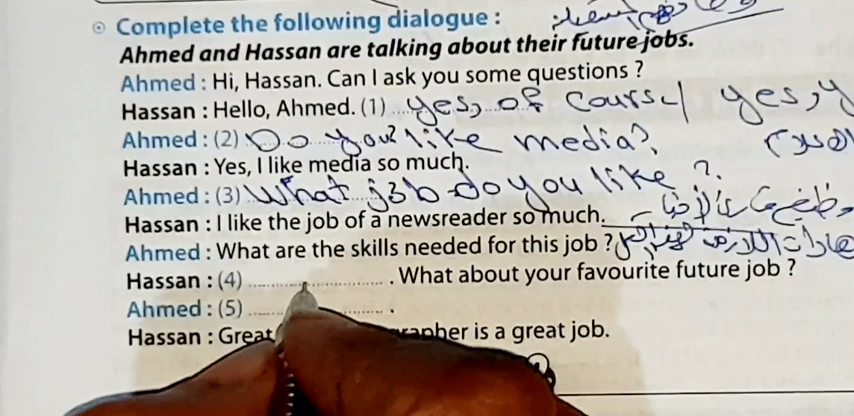 Complete the following dialogue :
Ahmed and Hassan are talking about their future jobs.
Ahmed : Hi, Hassan. Can I ask you some questions ?
Hassan : Hello, Ahmed. (1) yes, of course / yes, y
Ahmed : (2) Do you like media?
Hassan : Yes, I like media so much.
Ahmed : (3) What job do you like ?
Hassan : I like the job of a newsreader so much.
Ahmed : What are the skills needed for this job ?
Hassan : (4) .................... . What about your favourite future job ?
Ahmed : (5) .................... .
Hassan : Great rapher is a great job.